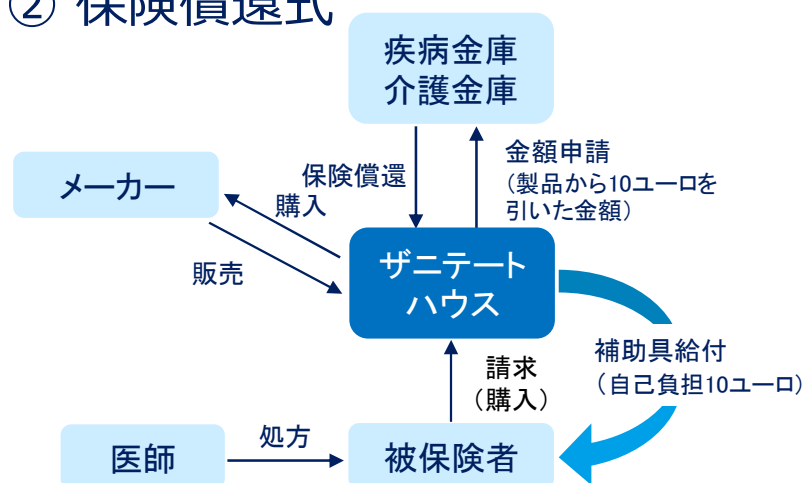 ② 保険償還式
疾病金庫
介護金庫
金額申請
（製品から10ユーロを
引いた金額）
保険償還
メーカー
購入
販売
ザニテート
ハウス
補助具給付
（自己負担10ユーロ）
請求
（購入）
処方
医師
被保険者